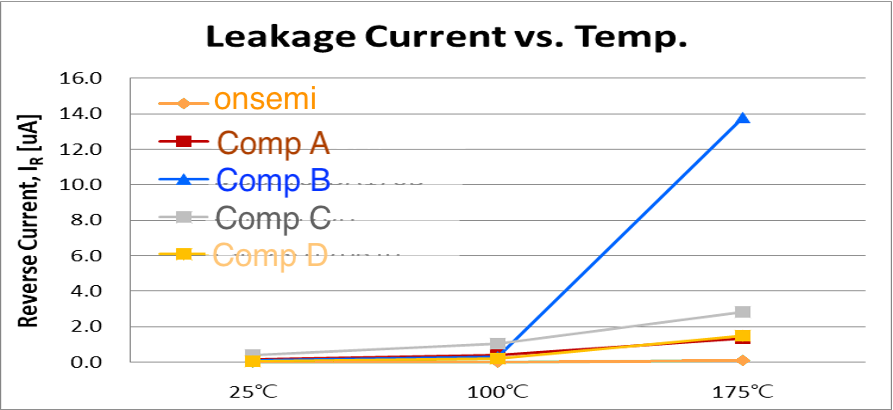 Leakage Current vs. Temp.
Reverse Current, IR [uA]
16.0
14.0
12.0
10.0
8.0
6.0
4.0
2.0
0.0
onsemi
Comp A
Comp B
Comp C
Comp D
25℃
100℃
175℃